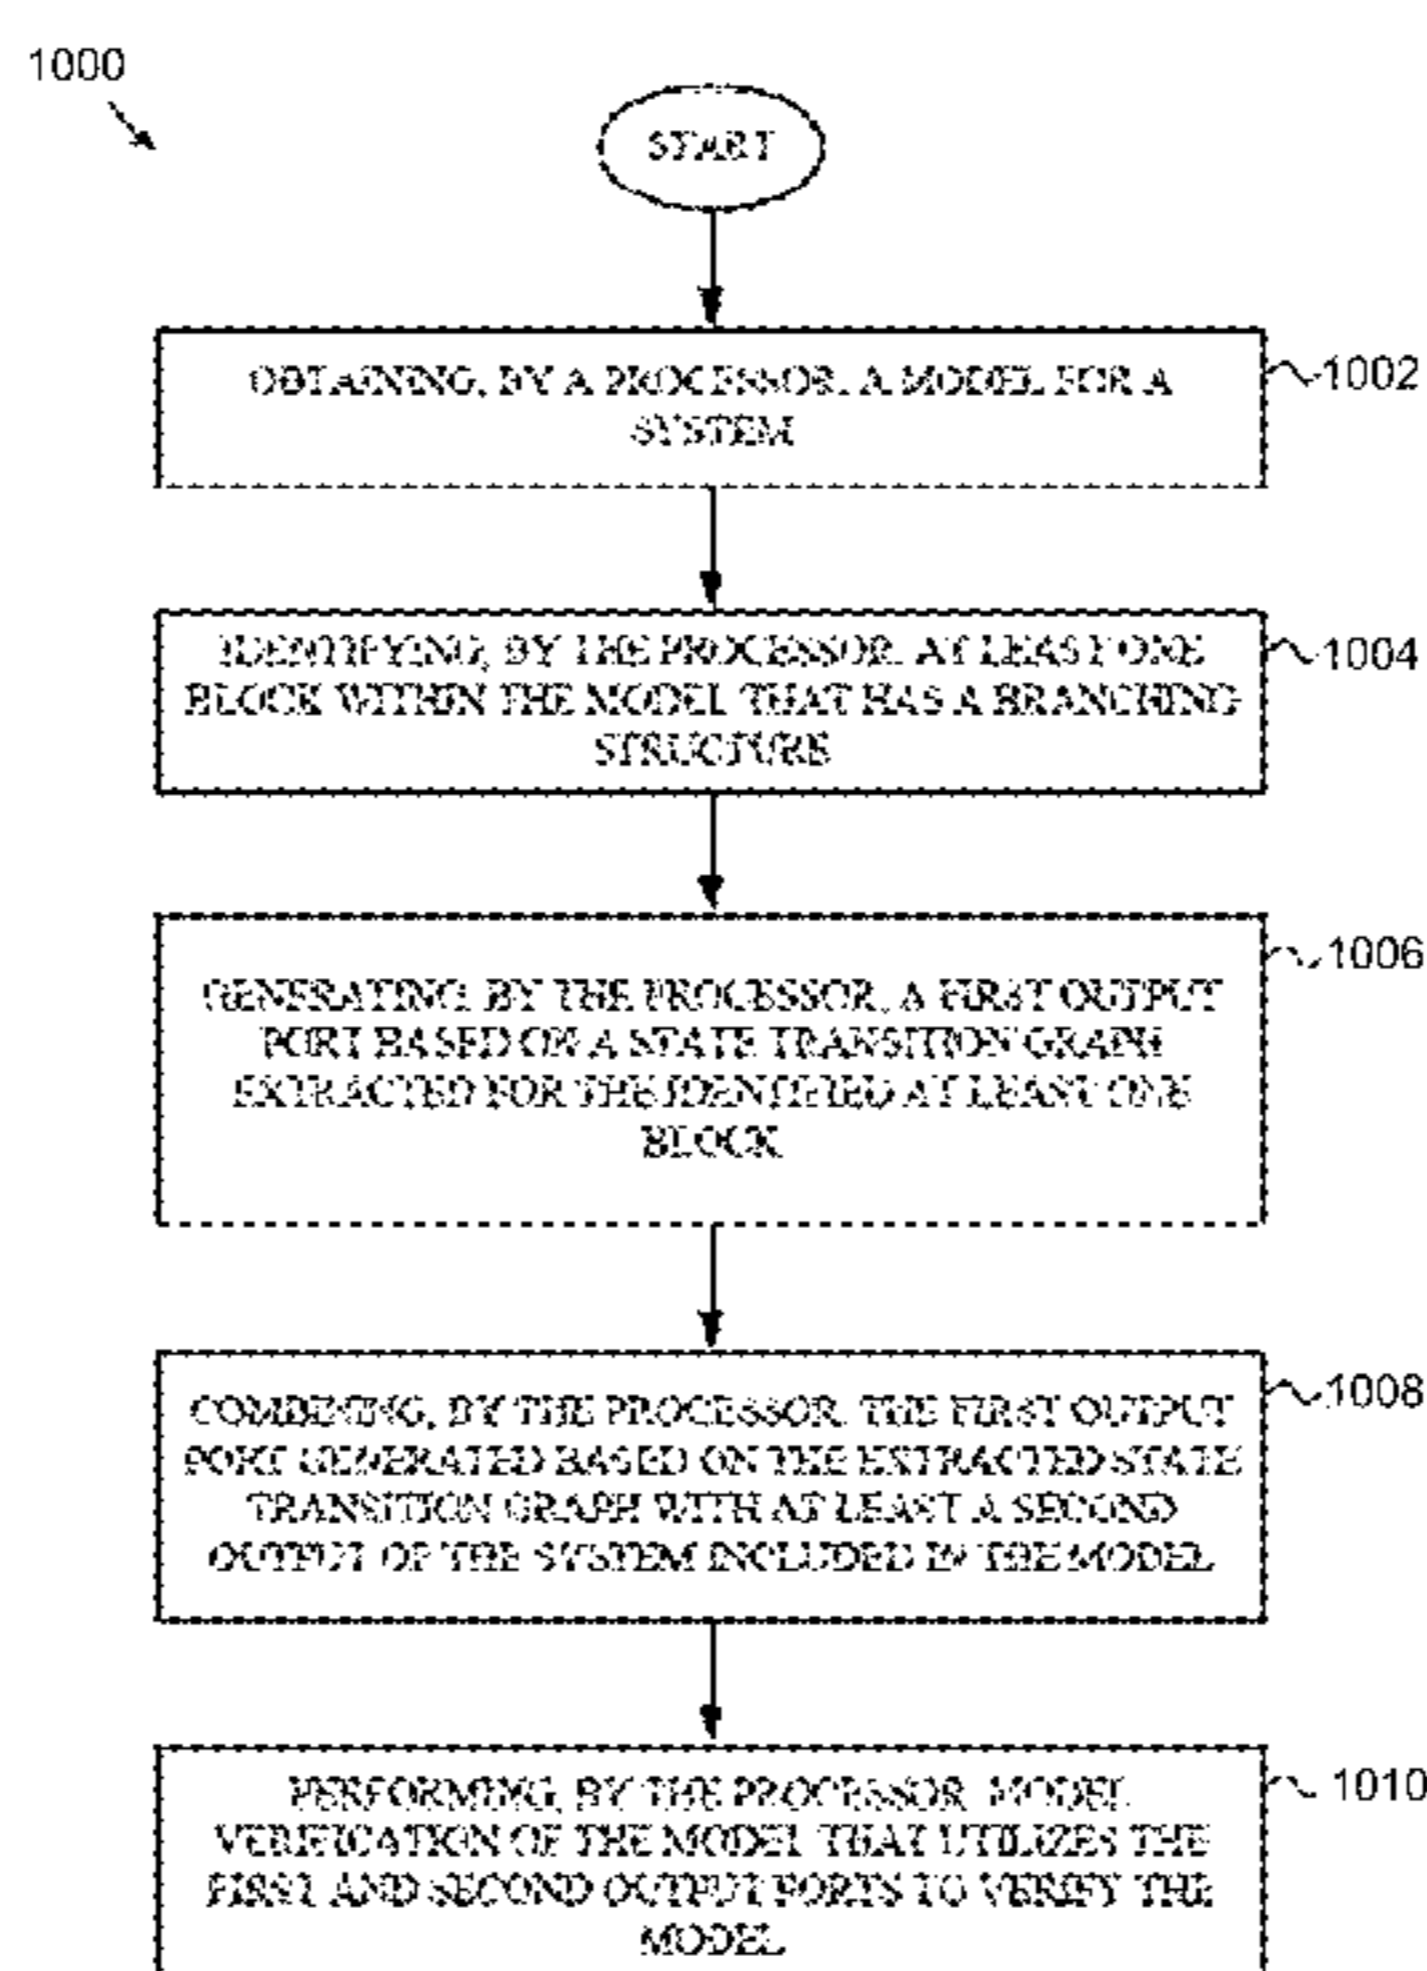 1000
START
OBTAINING, BY A PROCESSOR, A MODEL FOR A
SYSTEM
1002
IDENTIFYING, BY THE PROCESSOR, AT LEAST ONE
BLOCK WITHIN THE MODEL THAT HAS A BRANCHING
STRUCTURE
1004
GENERATING, BY THE PROCESSOR, A FIRST OUTPUT
PORT BASED ON A STATE TRANSITION GRAPH
EXTRACTED FOR THE IDENTIFIED AT LEAST ONE
BLOCK
1006
COMBINING, BY THE PROCESSOR, THE FIRST OUTPUT
PORT GENERATED BASED ON THE EXTRACTED STATE
TRANSITION GRAPH WITH AT LEAST A SECOND
OUTPUT OF THE SYSTEM INCLUDED IN THE MODEL
1008
PERFORMING, BY THE PROCESSOR, MODEL
VERIFICATION OF THE MODEL THAT UTILIZES THE
FIRST AND SECOND OUTPUT PORTS TO VERIFY THE
MODEL
1010